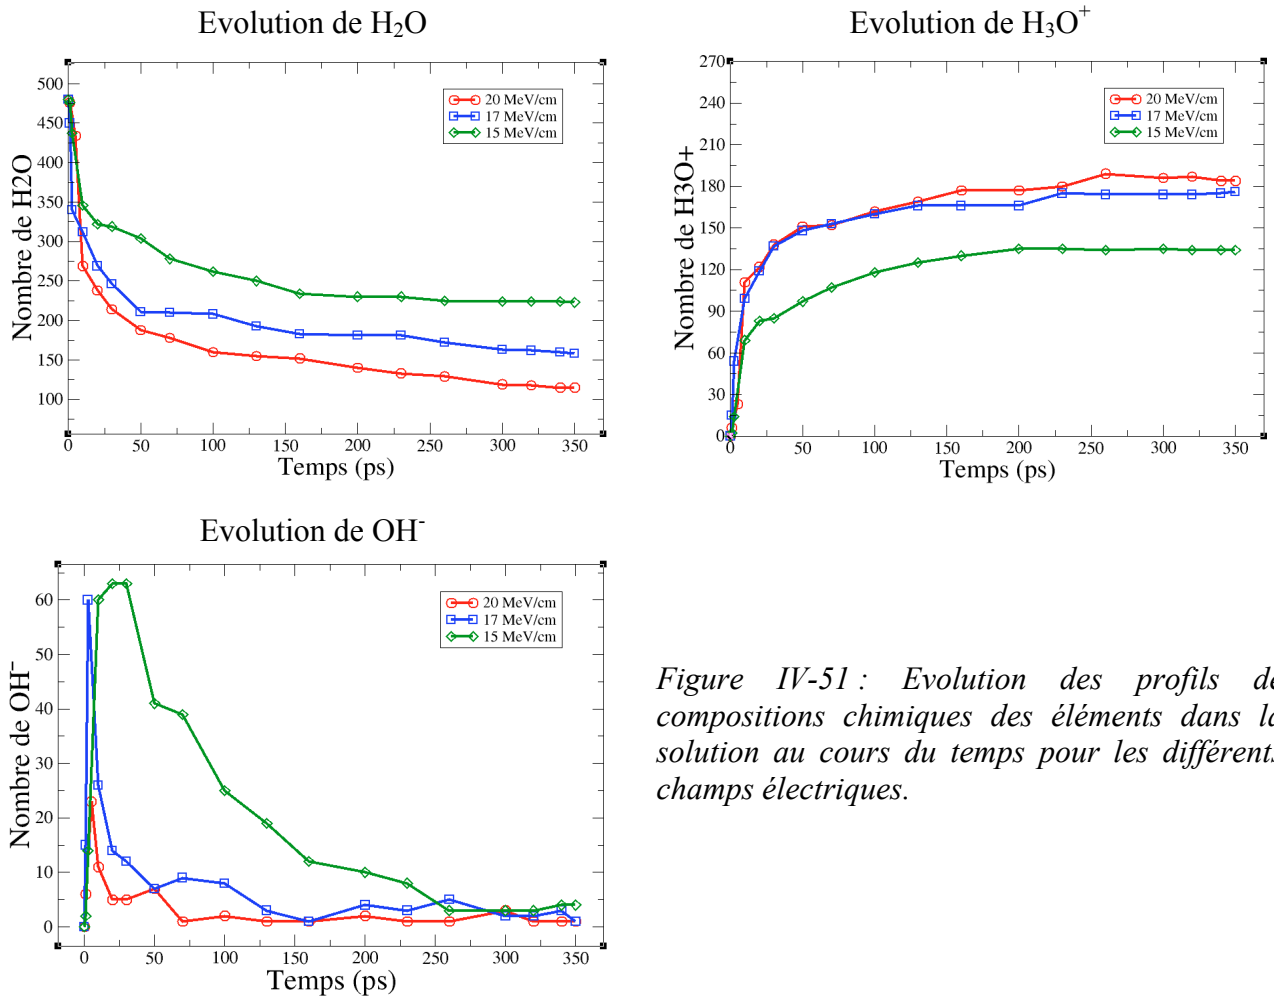 Evolution de H₂O
500
450
400
350
300
250
200
150
100
0 50 100 150 200 250 300 350
Nombre de H2O
Temps (ps)
20 MeV/cm
17 MeV/cm
15 MeV/cm
Evolution de H₃O⁺
270
240
210
180
150
120
90
60
30
0
0 50 100 150 200 250 300 350
Nombre de H3O+
Temps (ps)
20 MeV/cm
17 MeV/cm
15 MeV/cm
Evolution de OH⁻
60
50
40
30
20
10
0
0 50 100 150 200 250 300 350
Nombre de OH⁻
Temps (ps)
20 MeV/cm
17 MeV/cm
15 MeV/cm
Figure IV-51 : Evolution des profils de
compositions chimiques des éléments dans la
solution au cours du temps pour les différents
champs électriques.